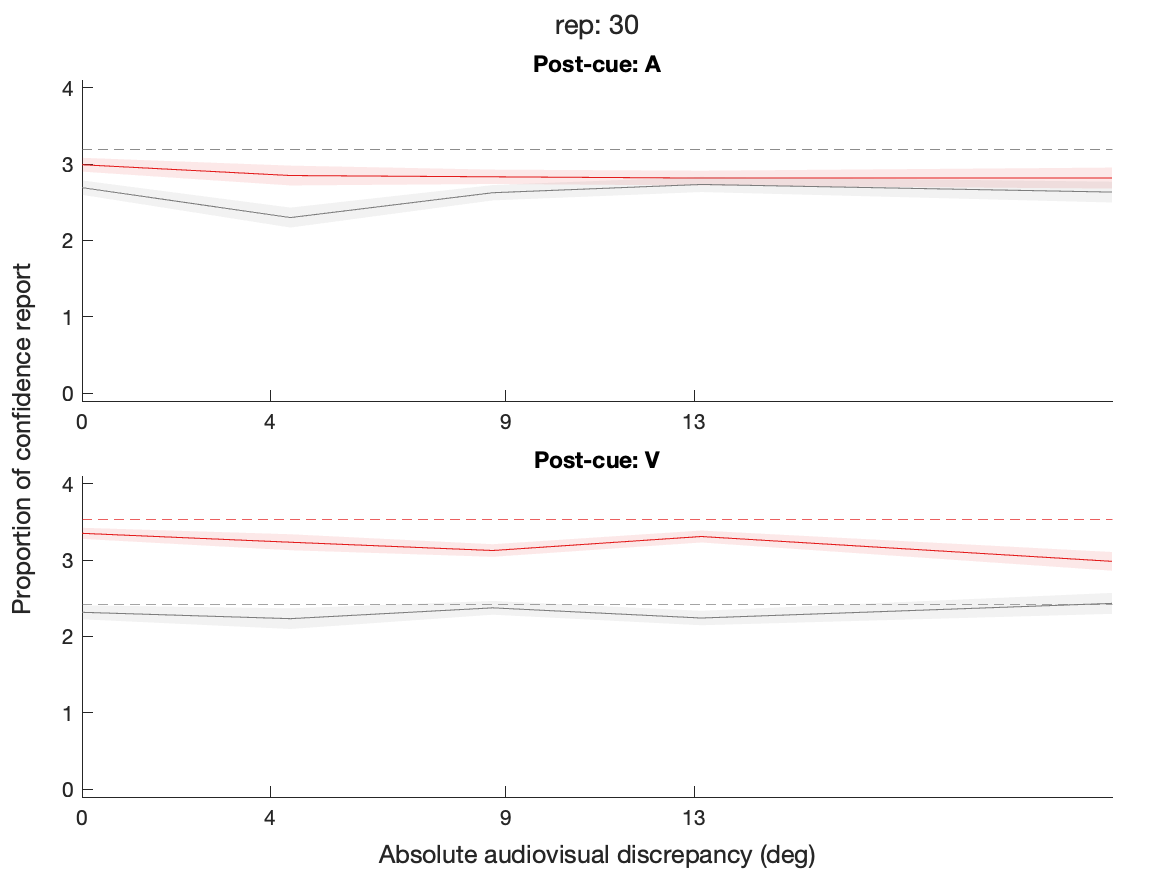 rep: 30
Post-cue: A
4
3
2
1
0
0 4 9 13
Proportion of confidence report
Post-cue: V
4
3
2
1
0
0 4 9 13
Absolute audiovisual discrepancy (deg)